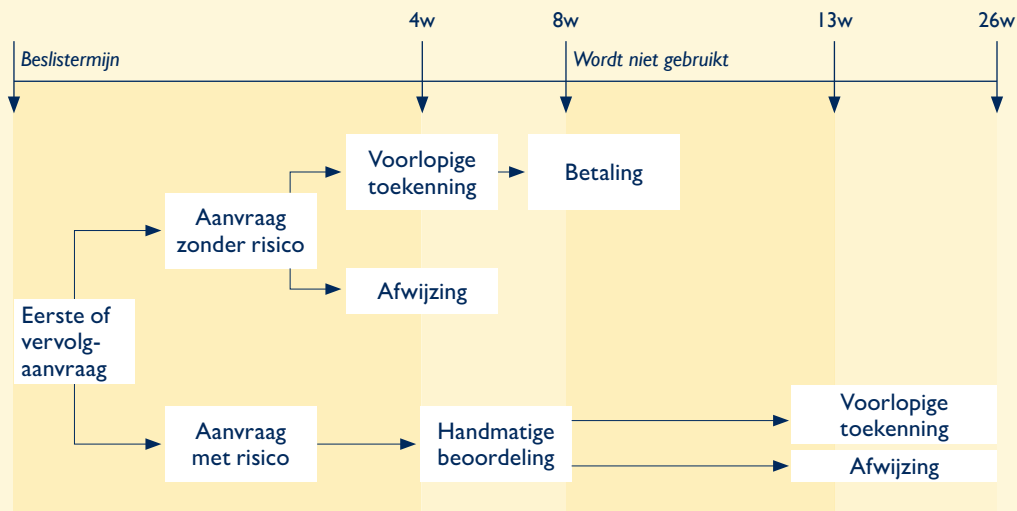 4w
8w
13w
26w
Beslistermijn
Wordt niet gebruikt
Voorlopige
toekenning
Betaling
Aanvraag
zonder risico
Afwijzing
Eerste of
vervolg-
aanvraag
Aanvraag
met risico
Handmatige
beoordeling
Voorlopige
toekenning
Afwijzing